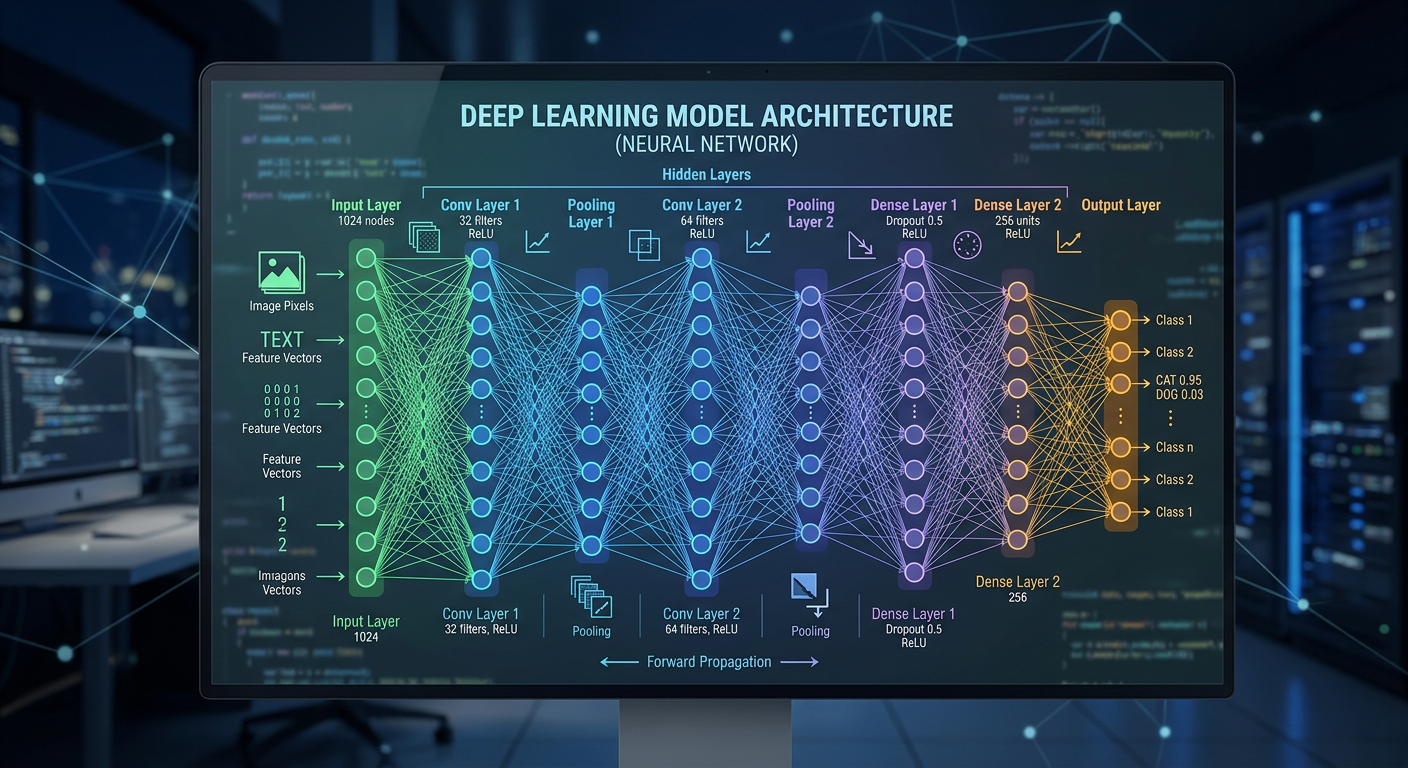 DEEP LEARNING MODEL ARCHITECTURE
(NEURAL NETWORK)
Hidden Layers
Input Layer
1024 nodes
Conv Layer 1
32 Rlters
ReLU
Pooling
Layer 1
Conv Layer 2
64 filters
ReLU
Pooling
Layer 2
Dense Layer 1
Dropout 0.5
ReLU
Dense Layer 2
256 units
ReLU
Output Layer
Image Pixels
TEXT
Feature Vectors
0 0 0 1
0 0 0 0
0 1 0 2
Feature Vectors
Feature
Vectors
1
2
2
Imagons
Vectors
Class 1
Class 2
CAT 0.95
DOG 0.03
Class n
Class 2
Class 1
Input Layer
1024
Conv Layer 1
32 filters, ReLU
Pooling
Conv Layer 2
64 filters, ReLU
Pooling
Dense Layer 1
Dropout 0.5
ReLU
Dense Layer 2
256
Forward Propagation